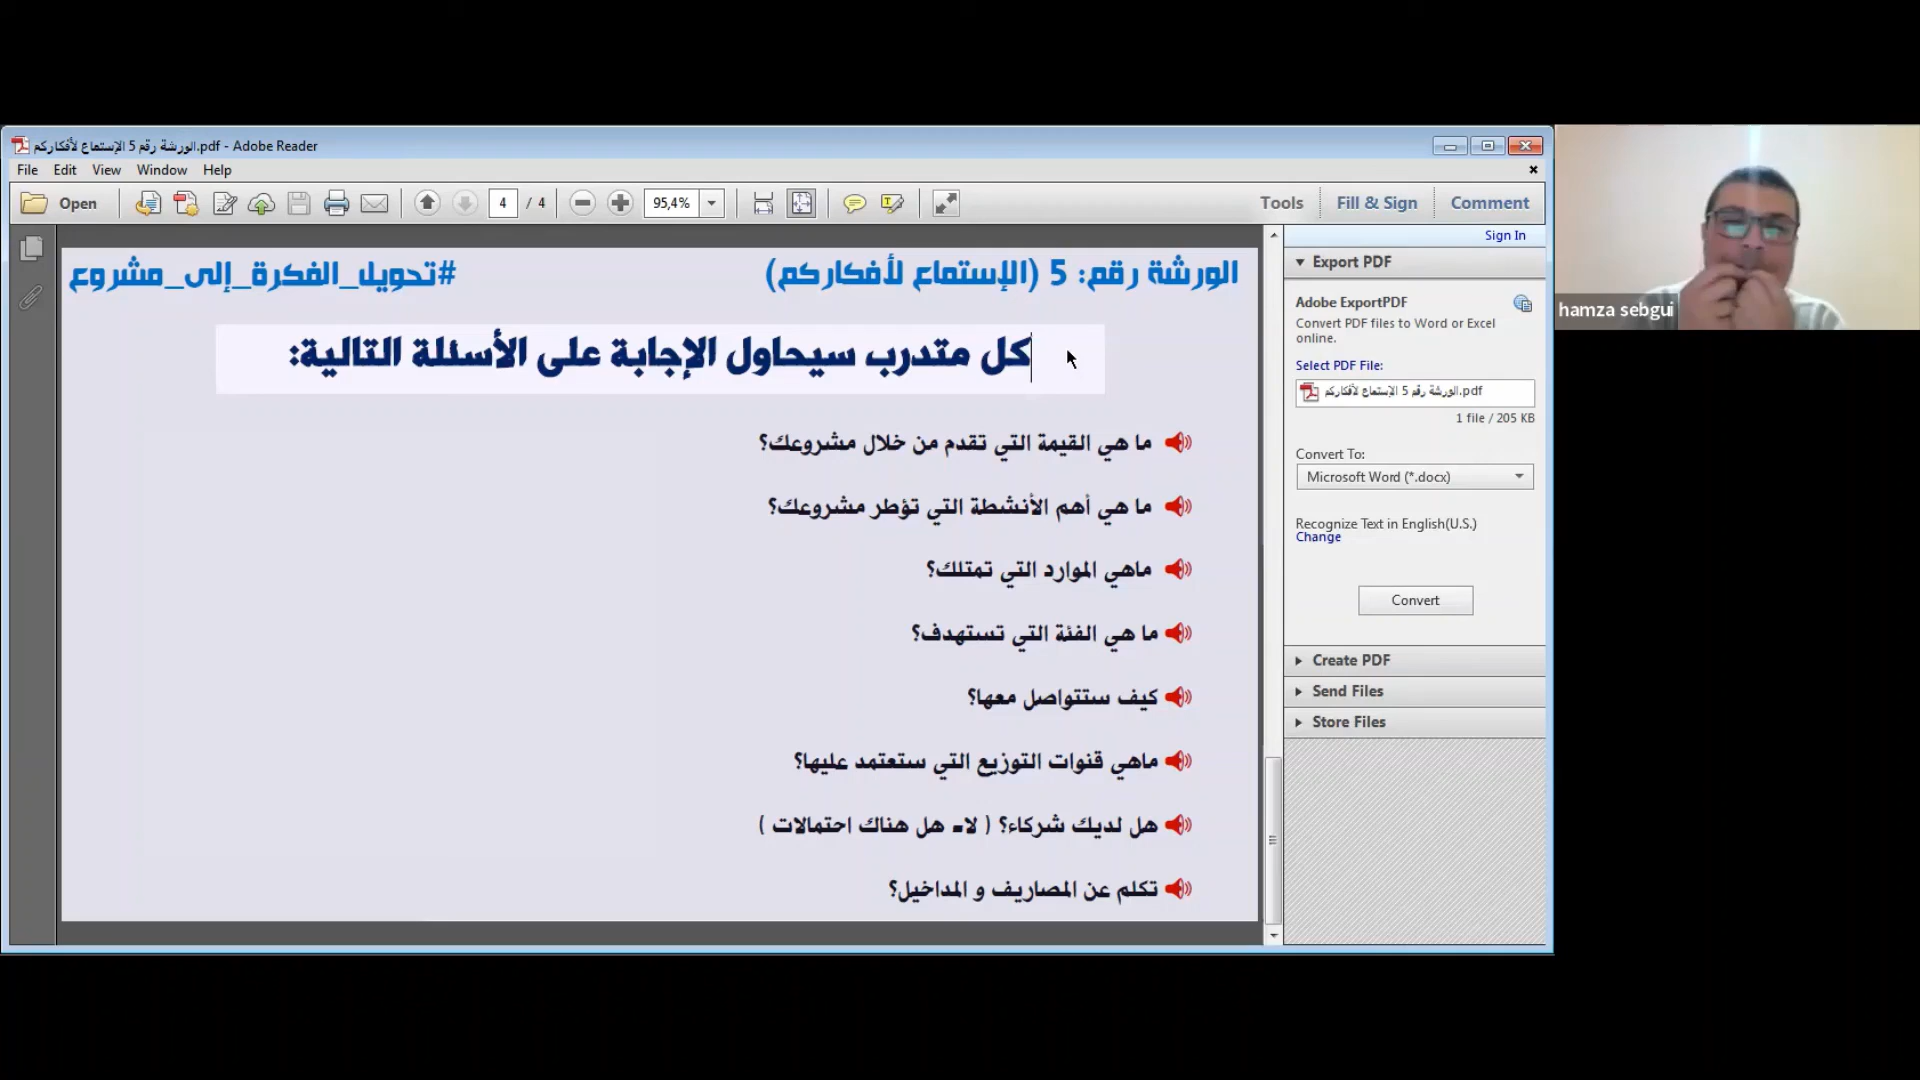 الورشة رقم 5 الإستماع لأفكاركم.pdf - Adobe Reader
File Edit View Window Help
Open 4 / 4 95,4% Tools Fill & Sign Comment
Sign In
الورشة رقم: 5 (الإستماع لأفكاركم) #تحويل_الفكرة_إلى_مشروع
كل متدرب سيحاول الإجابة على الأسئلة التالية:
ما هي القيمة التي تقدم من خلال مشروعك؟
ما هي أهم الأنشطة التي تؤطر مشروعك؟
ماهي الموارد التي تمتلك؟
ما هي الفئة التي تستهدف؟
كيف ستتواصل معها؟
ماهي قنوات التوزيع التي ستعتمد عليها؟
هل لديك شركاء؟ ( لا- هل هناك احتمالات )
تكلم عن المصاريف و المداخيل؟
Export PDF
Adobe ExportPDF
Convert PDF files to Word or Excel
online.
Select PDF File:
الورشة رقم 5 الإستماع لأفكاركم.pdf
1 file / 205 KB
Convert To:
Microsoft Word (*.docx)
Recognize Text in English(U.S.)
Change
Convert
Create PDF
Send Files
Store Files
hamza sebgui